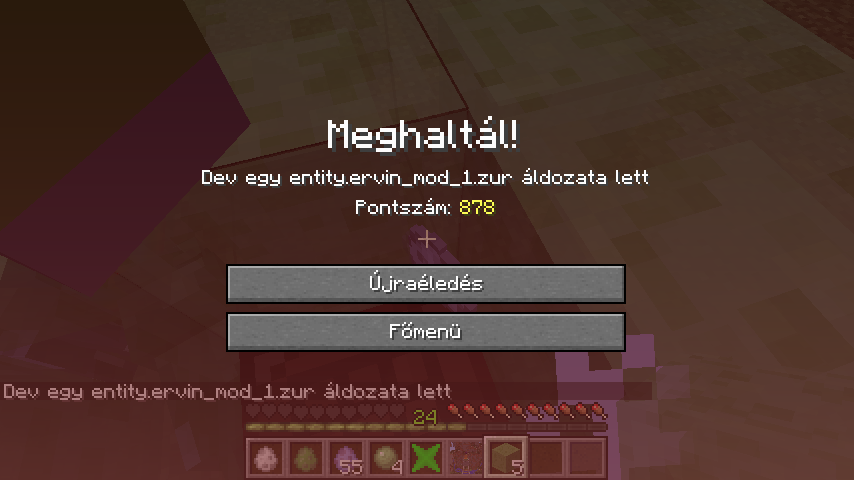 Meghaltál!
Dev egy entity.ervin_mod_1.zur áldozata lett
Pontszám: 878
Újraéledés
Főmenü
Dev egy entity.ervin_mod_1.zur áldozata lett
24
55 4 5